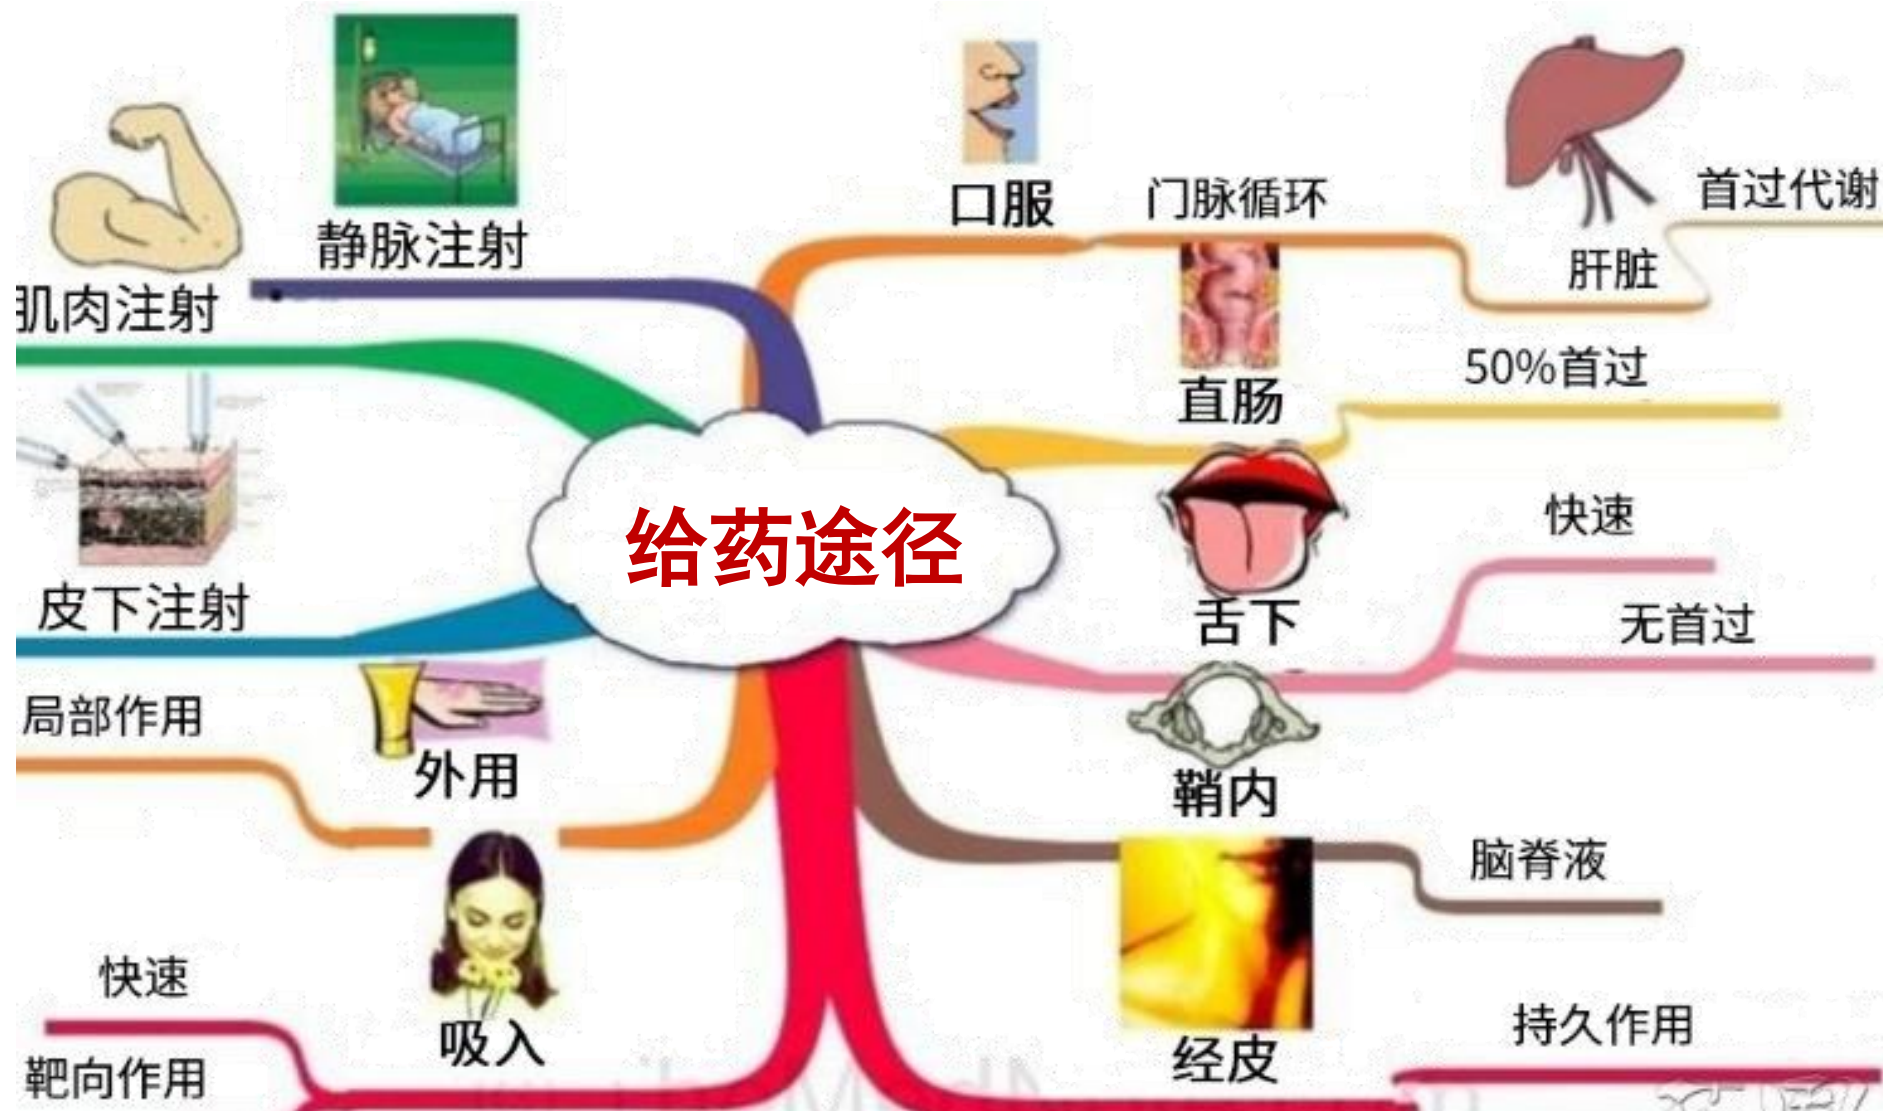 口服
门脉循环
首过代谢
静脉注射
肝脏
肌肉注射
50%首过
直肠
快速
给药途径
舌下
皮下注射
无首过
局部作用
外用
鞘内
脑脊液
快速
持久作用
吸入
经皮
靶向作用